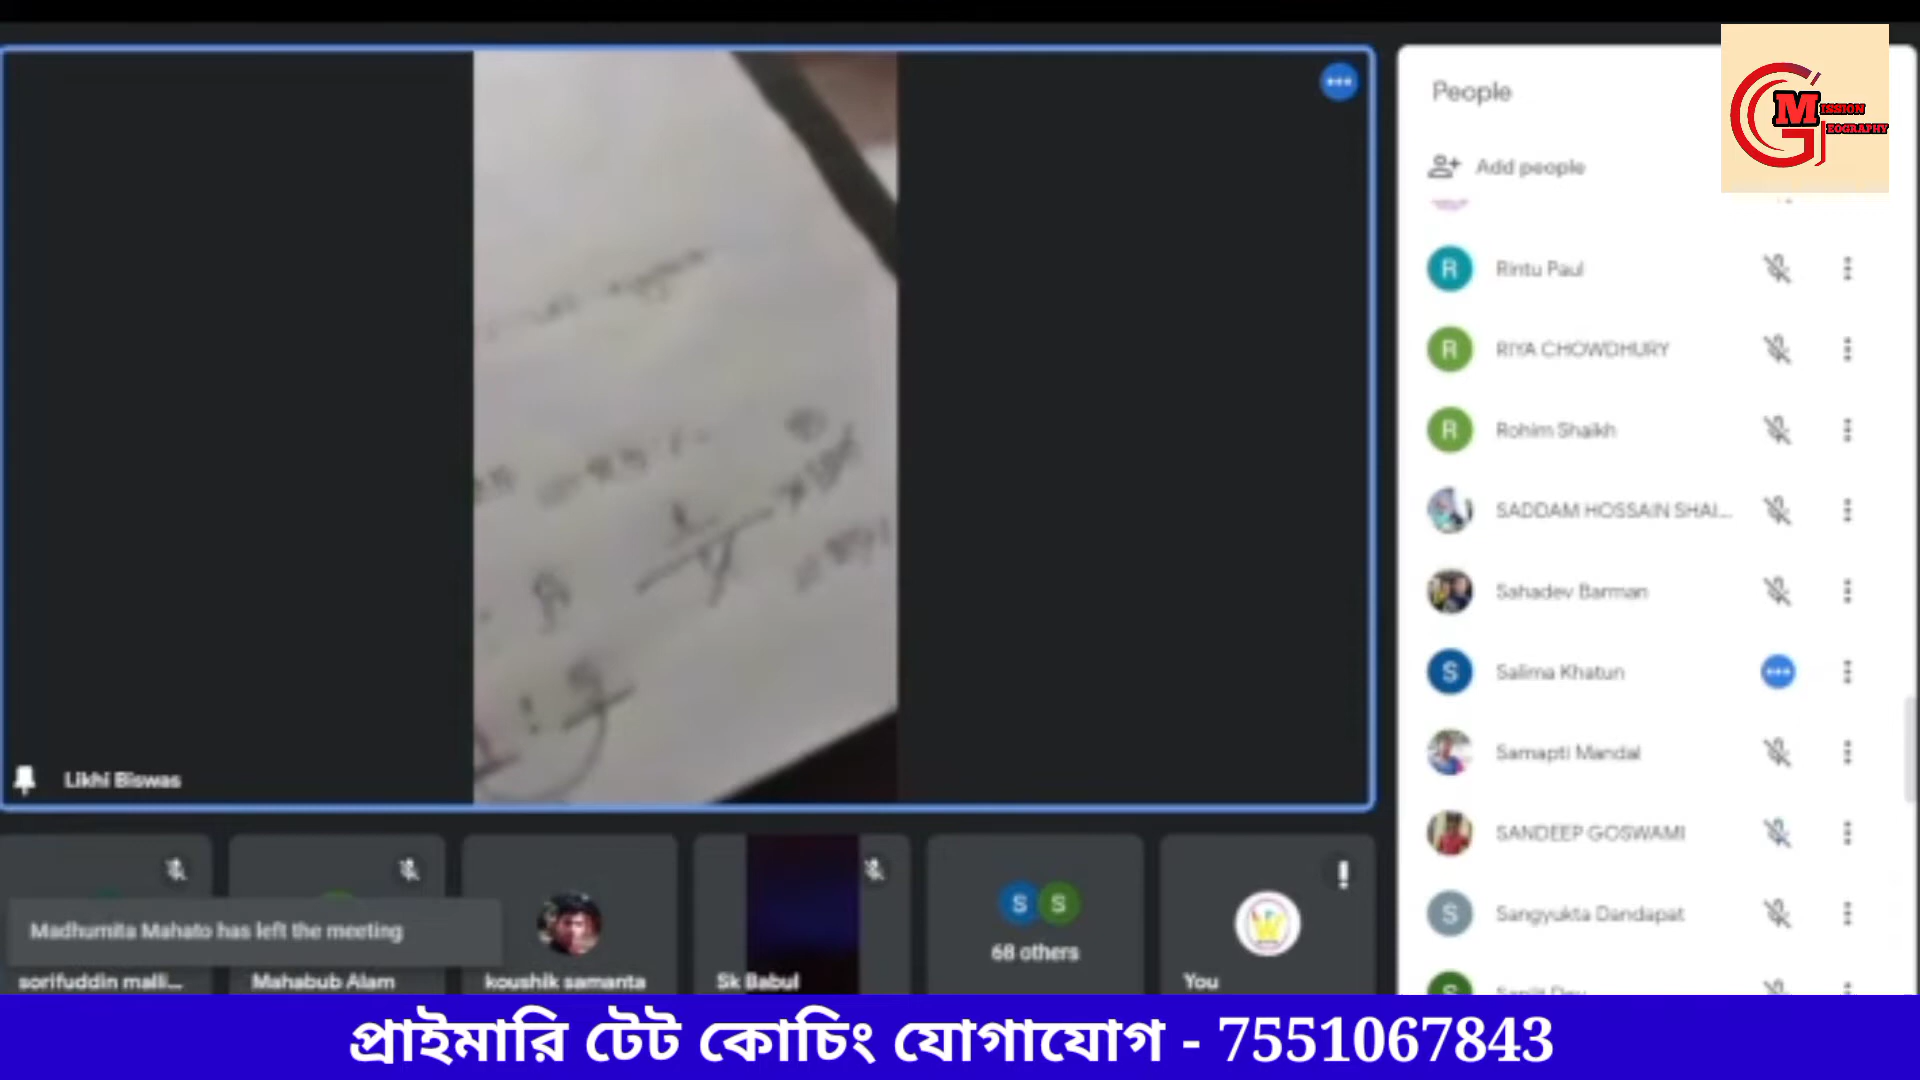 People
MISSION
GEOGRAPHY
Add people
Rintu Paul
RIYA CHOWDHURY
Rohim Shaikh
SADDAM HOSSAIN SHAI...
Sahadev Barman
Salima Khatun
Samapti Mandal
SANDEEP GOSWAMI
Sangyukta Dandapat
Likhi Biswas
Madhumita Mahato has left the meeting
sorifuddin malli...
Mahabub Alam
koushik samanta
Sk Babul
68 others
You
প্রাইমারি টেট কোচিং যোগাযোগ - 7551067843